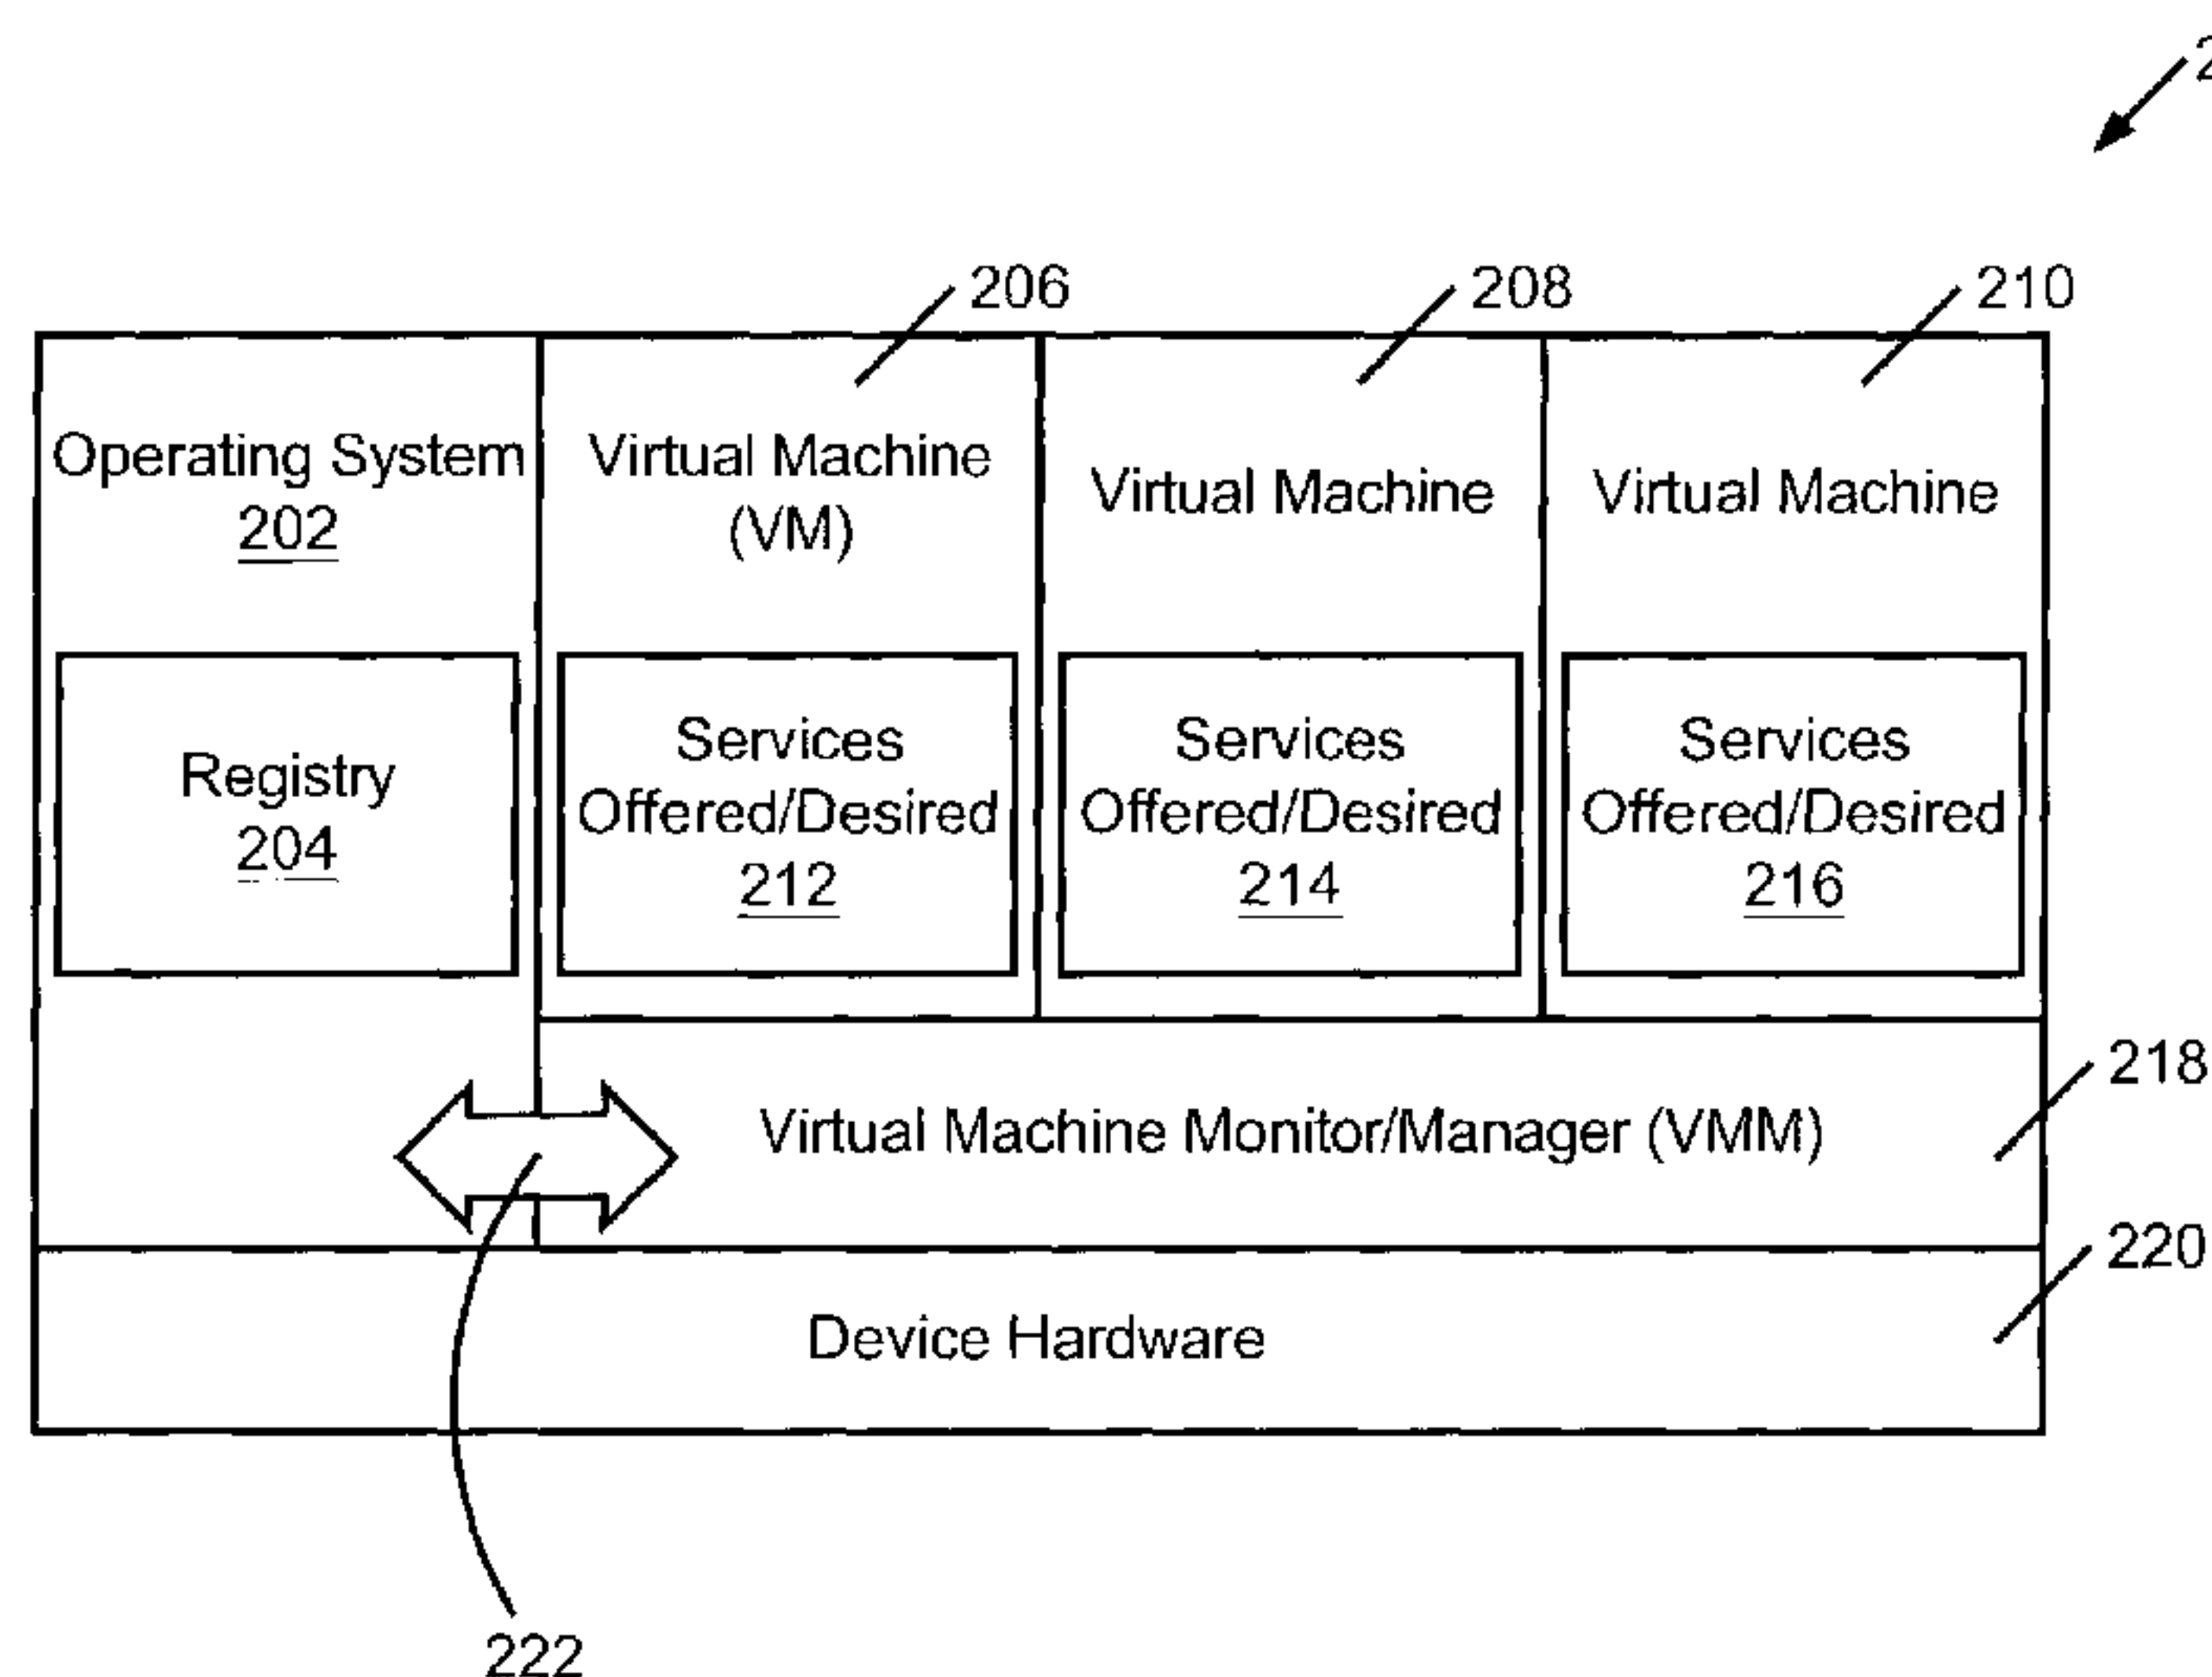 206
208
210
Operating System
202
Virtual Machine
(VM)
Virtual Machine
Virtual Machine
Registry
204
Services
Offered/Desired
212
Services
Offered/Desired
214
Services
Offered/Desired
216
218
Virtual Machine Monitor/Manager (VMM)
220
Device Hardware
222